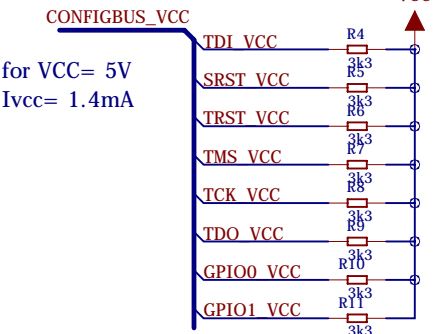 CONFIGBUS_VCC
for VCC= 5V
Ivcc= 1.4mA
TDI_VCC
R4
3k3
SRST_VCC
R5
3k3
TRST_VCC
R6
3k3
TMS_VCC
R7
3k3
TCK_VCC
R8
3k3
TDO_VCC
R9
3k3
GPIO0_VCC
R10
3k3
GPIO1_VCC
R11
3k3